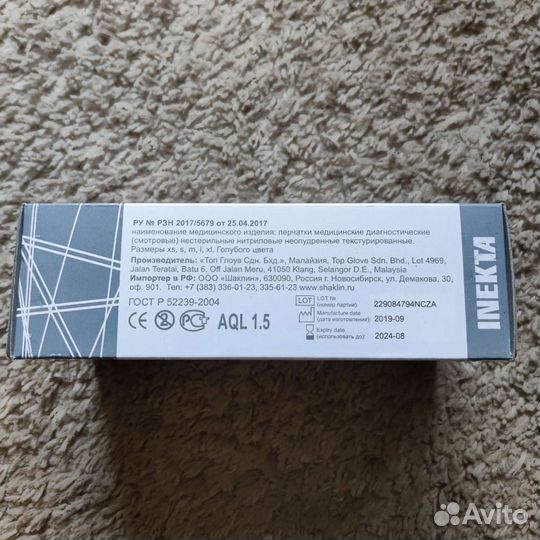 РУ № РЗН 2017/5679 от 25.04.2017
наименование медицинского изделия: перчатки медицинские диагностические
(смотровые) нестерильные нитриловые неопудренные текстурированные.
Размеры xs, s, m, l, xl. Голубого цвета
Производитель: «Топ Глоув Сдн. Бхд.», Малайзия, Top Glove Sdn. Bhd., Lot 4969,
Jalan Teratai, Batu 6, Off Jalan Meru, 41050 Klang, Selangor D.E., Malaysia
Импортер в РФ: ООО «Шаклин», 630090, Россия г. Новосибирск, ул. Демакова, 30,
оф. 901. Тел: +7 (383) 336-01-23, 335-61-23. www.shaklin.ru
ГОСТ Р 52239-2004
AQL 1.5
LOT
LOT №
(номер партии)
229084794NCZA
Manufacture date
(дата изготовления)
2019-09
Expiry date
(использовать до):
2024-08
INEKTA
Avito